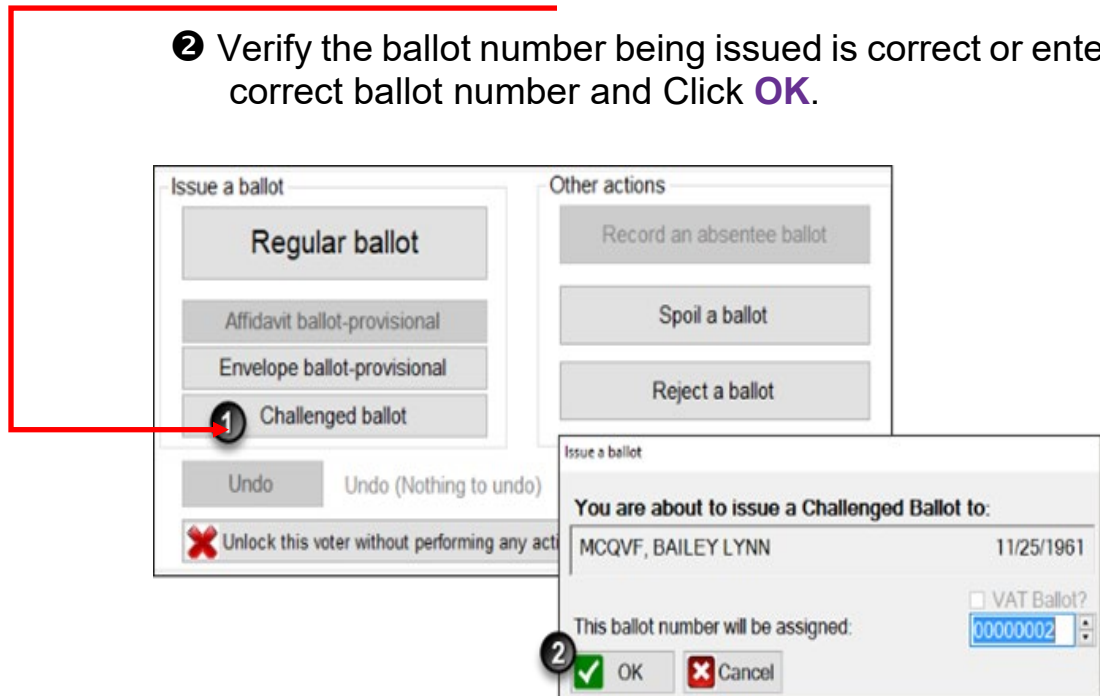 ❷ Verify the ballot number being issued is correct or ente
correct ballot number and Click OK.
Issue a ballot
Other actions
Regular ballot
Record an absentee ballot
Affidavit ballot-provisional
Spoil a ballot
Envelope ballot-provisional
Reject a ballot
1 Challenged ballot
Undo
Undo (Nothing to undo)
Unlock this voter without performing any acti
Issue a ballot
You are about to issue a Challenged Ballot to:
MCQVF, BAILEY LYNN 11/25/1961
VAT Ballot?
This ballot number will be assigned: 00000002
2 OK Cancel